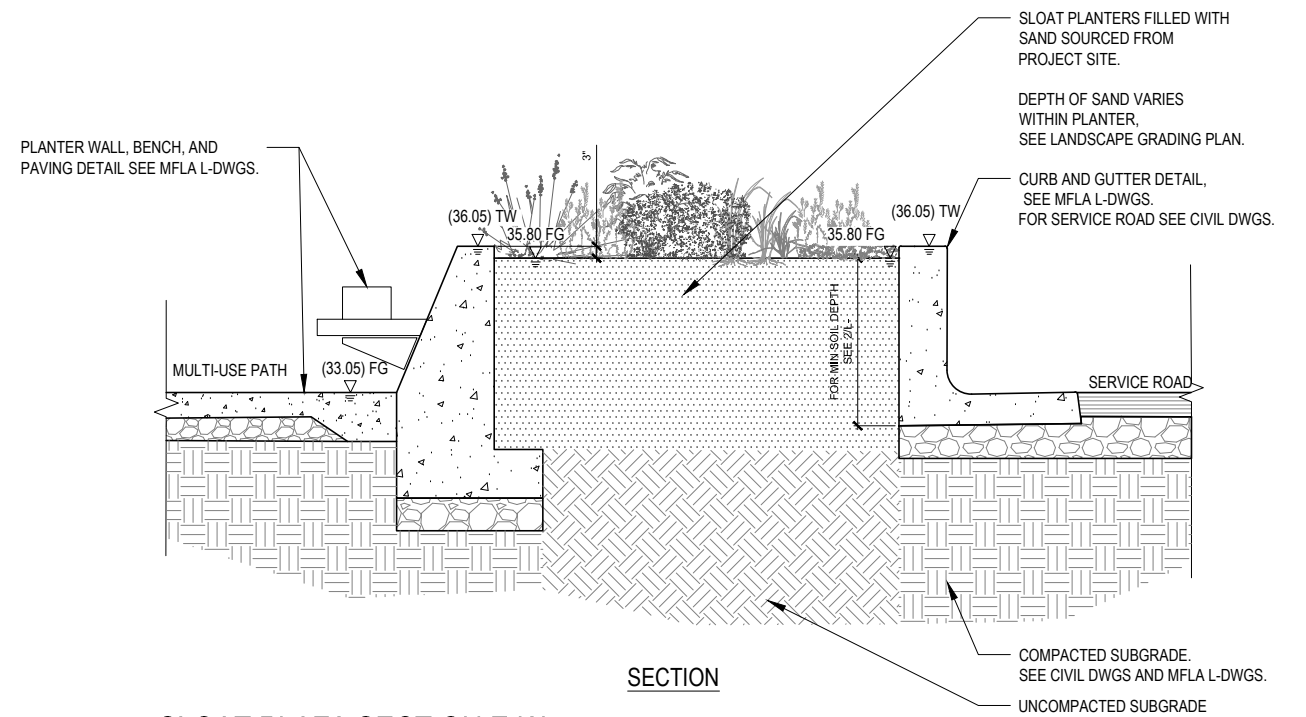 SLOAT PLANTERS FILLED WITH
SAND SOURCED FROM
PROJECT SITE.
DEPTH OF SAND VARIES
WITHIN PLANTER,
SEE LANDSCAPE GRADING PLAN.
PLANTER WALL, BENCH, AND
PAVING DETAIL SEE MFLA L-DWGS.
CURB AND GUTTER DETAIL,
SEE MFLA L-DWGS.
FOR SERVICE ROAD SEE CIVIL DWGS.
3"
(36.05) TW
35.80 FG
35.80 FG
(36.05) TW
FOR MIN SOIL DEPTH
SEE 2/L-
MULTI-USE PATH
(33.05) FG
SERVICE ROAD
SECTION
COMPACTED SUBGRADE.
SEE CIVIL DWGS AND MFLA L-DWGS.
UNCOMPACTED SUBGRADE